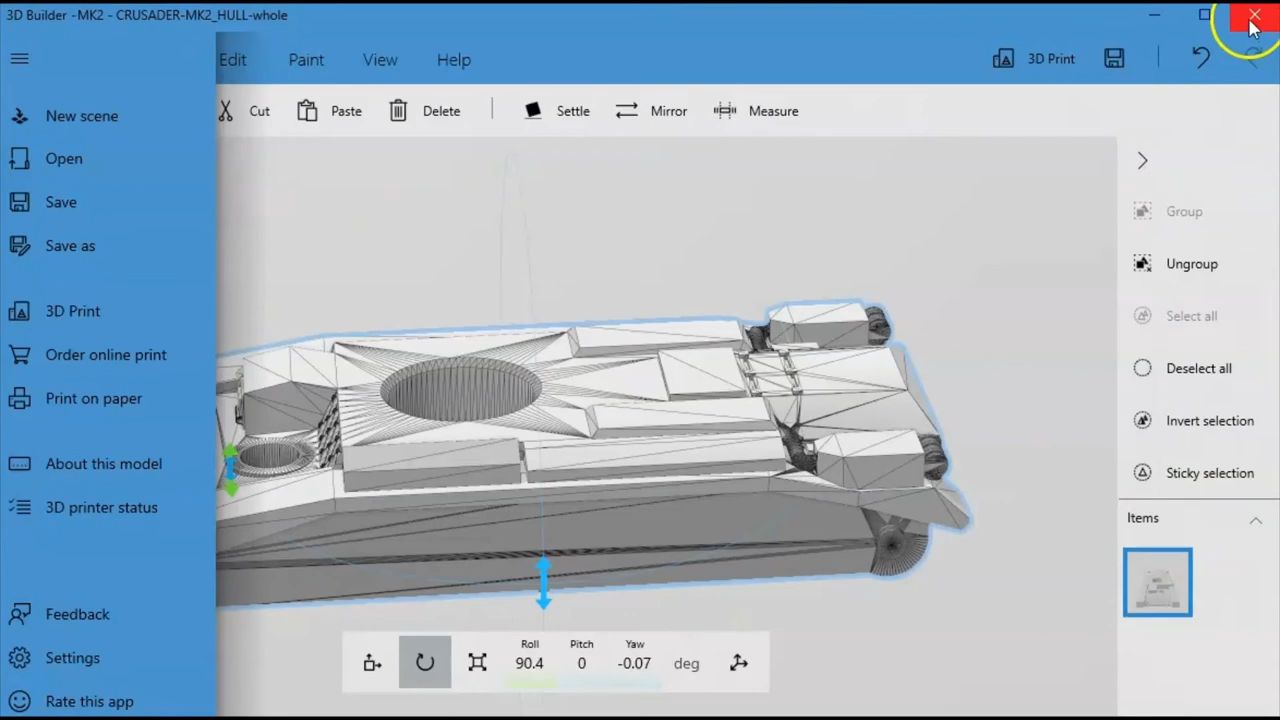 3D Builder -MK2 - CRUSADER-MK2_HULL-whole
Edit Paint View Help 3D Print
Cut Paste Delete Settle Mirror Measure
New scene
Open
Save
Save as
3D Print
Order online print
Print on paper
About this model
3D printer status
Feedback
Settings
Rate this app
Group
Ungroup
Select all
Deselect all
Invert selection
Sticky selection
Items
Roll Pitch Yaw
90.4 0 -0.07 deg